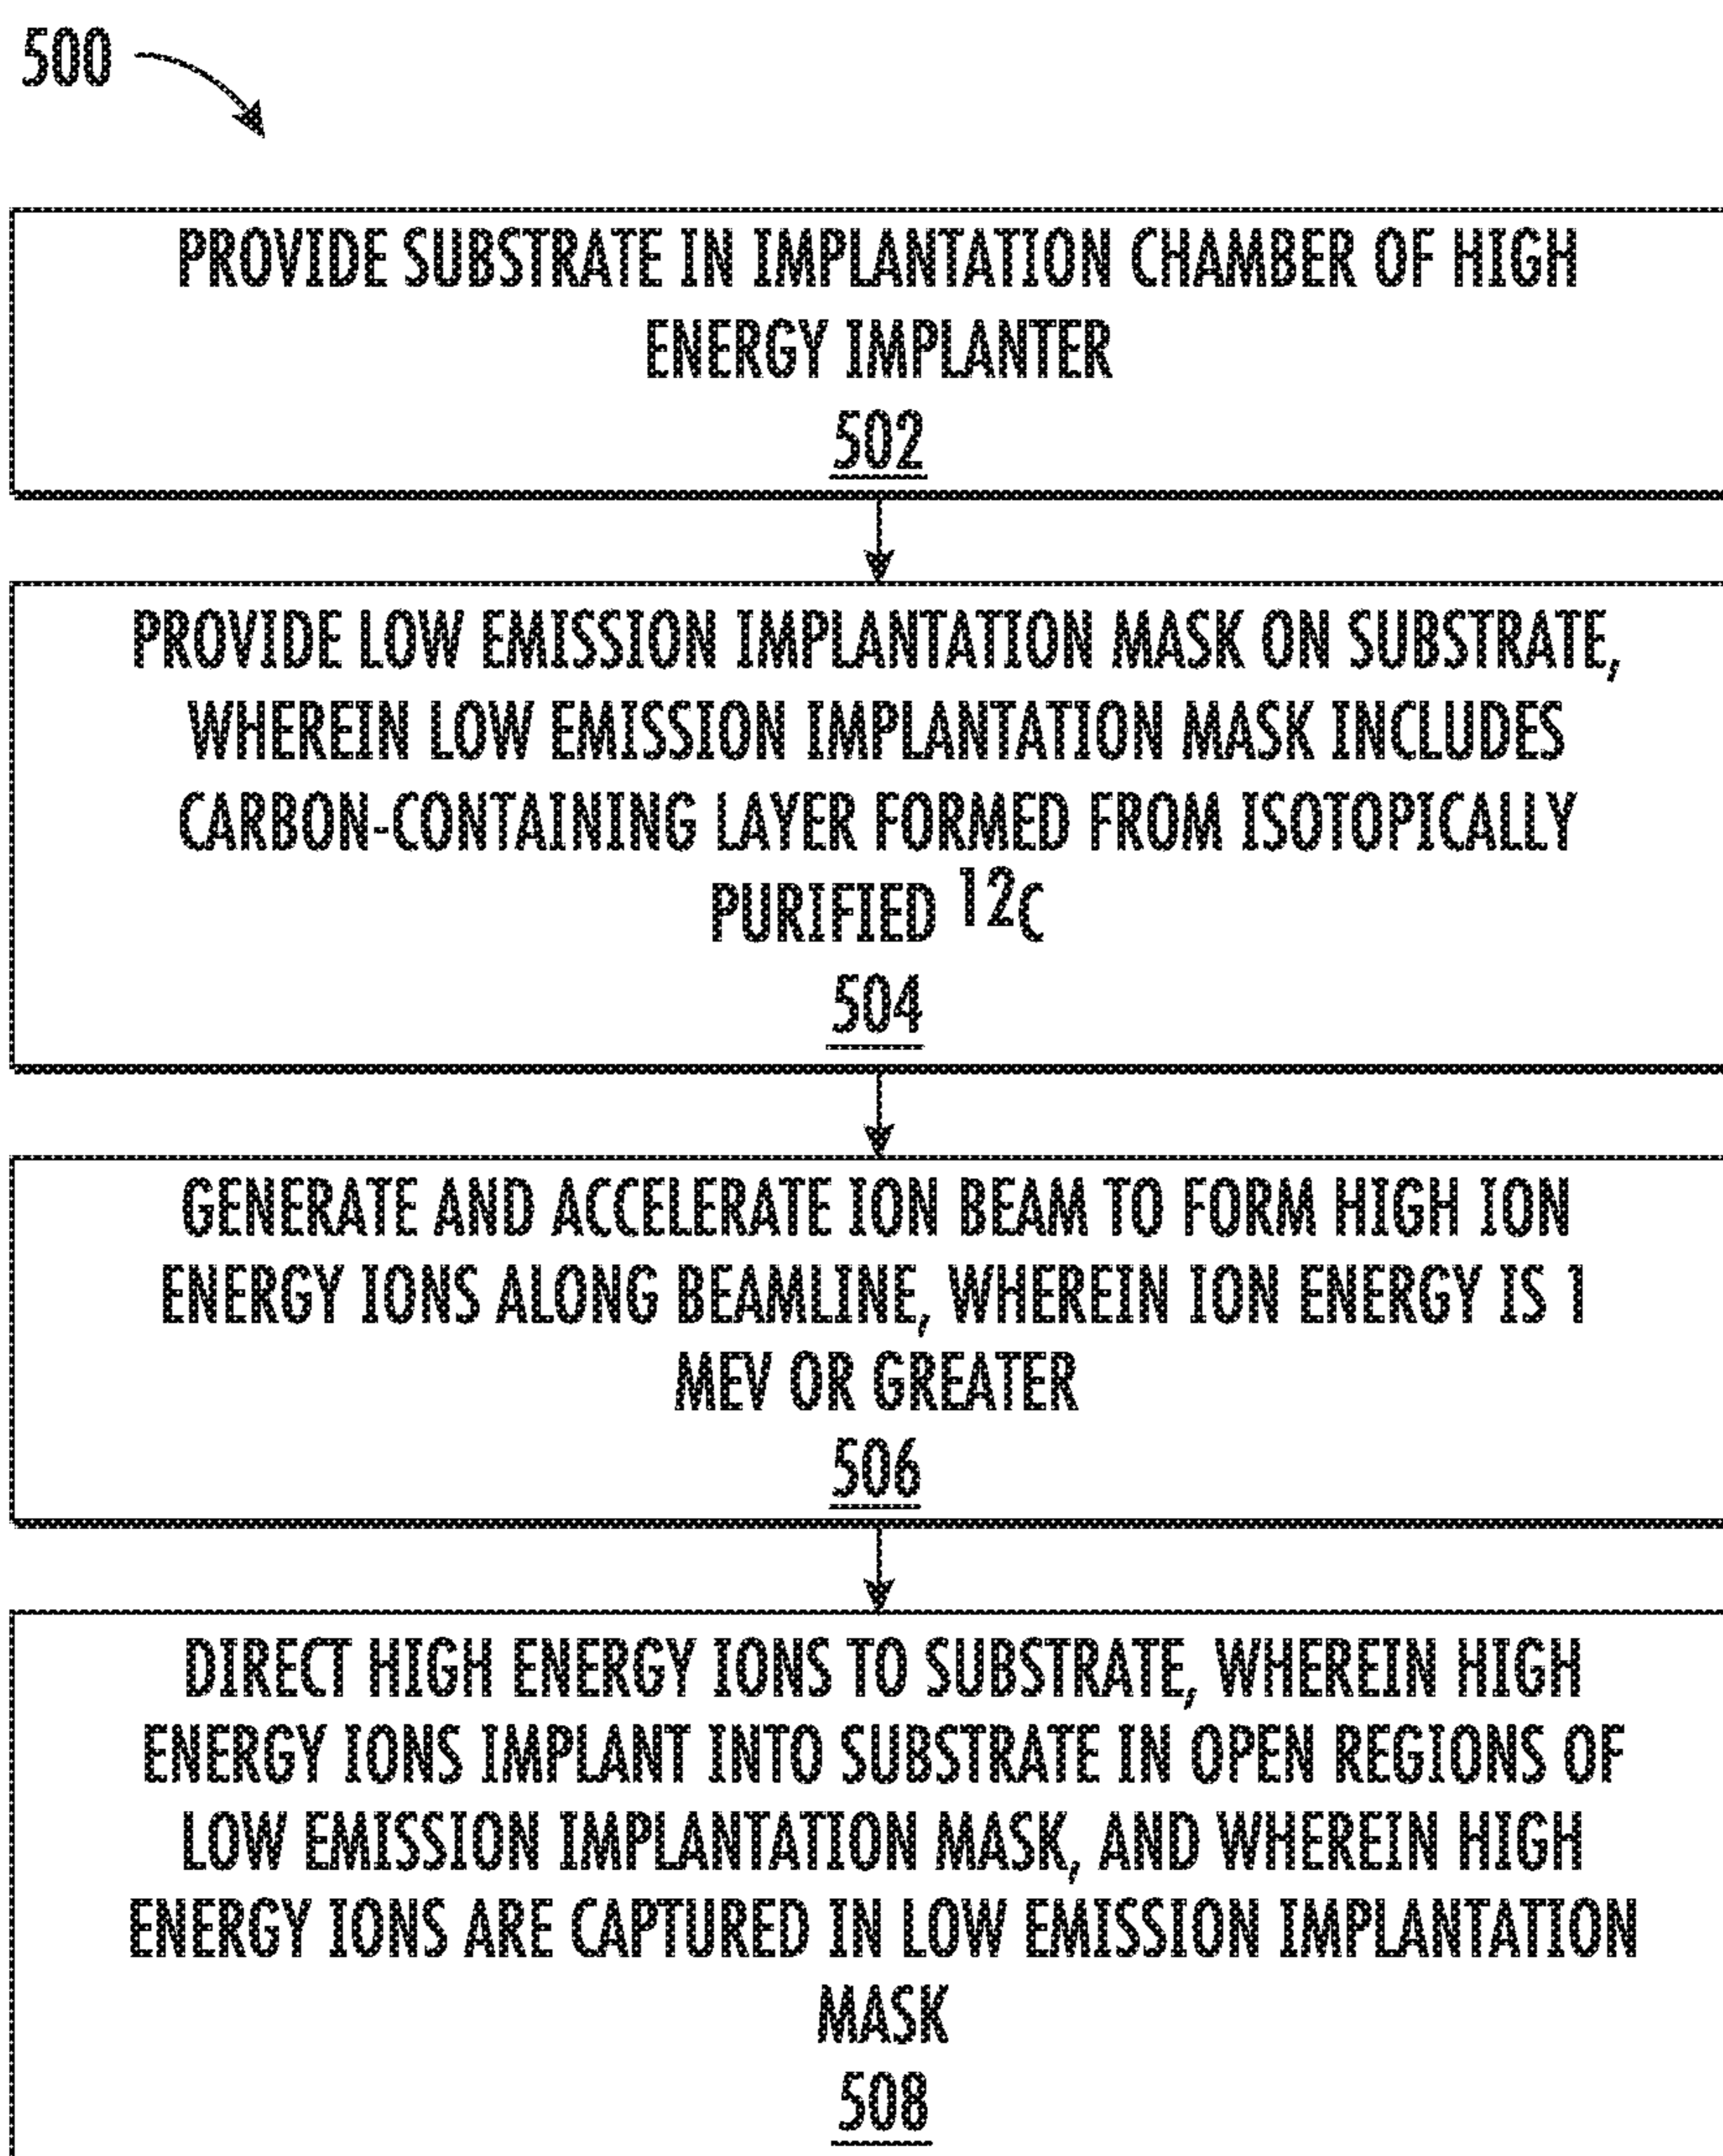 500
PROVIDE SUBSTRATE IN IMPLANTATION CHAMBER OF HIGH
ENERGY IMPLANTER
502
PROVIDE LOW EMISSION IMPLANTATION MASK ON SUBSTRATE,
WHEREIN LOW EMISSION IMPLANTATION MASK INCLUDES
CARBON-CONTAINING LAYER FORMED FROM ISOTOPICALLY
PURIFIED ¹²C
504
GENERATE AND ACCELERATE ION BEAM TO FORM HIGH ION
ENERGY IONS ALONG BEAMLINE, WHEREIN ION ENERGY IS 1
MEV OR GREATER
506
DIRECT HIGH ENERGY IONS TO SUBSTRATE, WHEREIN HIGH
ENERGY IONS IMPLANT INTO SUBSTRATE IN OPEN REGIONS OF
LOW EMISSION IMPLANTATION MASK, AND WHEREIN HIGH
ENERGY IONS ARE CAPTURED IN LOW EMISSION IMPLANTATION
MASK
508